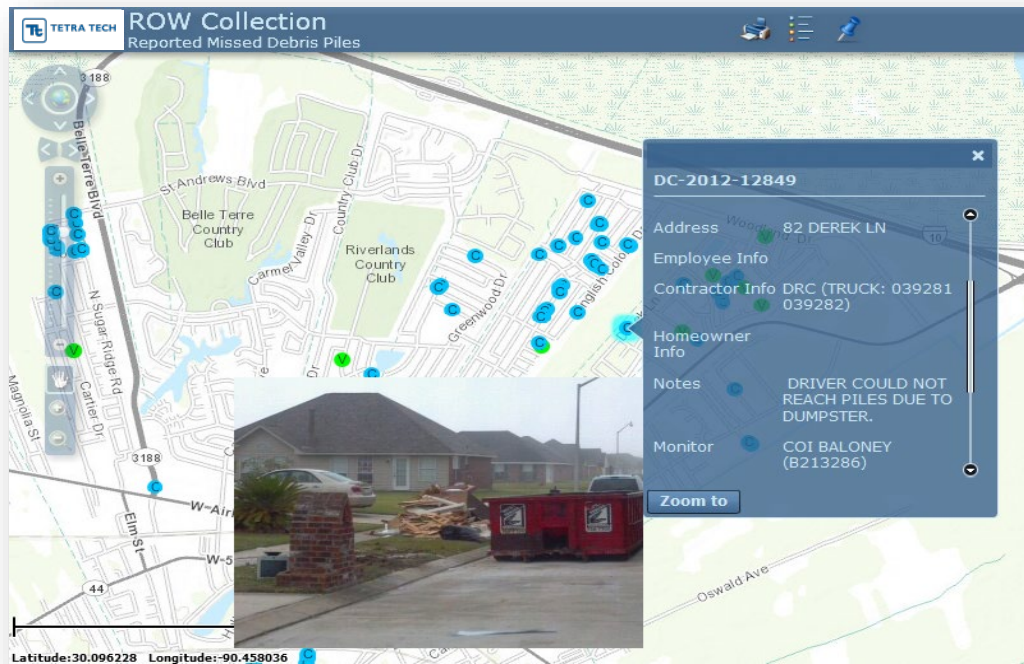 TETRA TECH
ROW Collection
Reported Missed Debris Piles
3188
Belle Terre Blvd
St Andrews Blvd
Belle Terre
Country
Club
Carmel Valley Dr
Country Club Dr
Riverlands
Country
Club
Greenwood Dr
N Sugar Ridge Rd
Cartier Dr
Magnolia St
3188
Elm St
W-Airl
W-5
44
Oswald Ave
10
DC-2012-12849
Address 82 DEREK LN
Employee Info
Contractor Info DRC (TRUCK: 039281
039282)
Homeowner
Info
Notes DRIVER COULD NOT
REACH PILES DUE TO
DUMPSTER.
Monitor COI BALONEY
(B213286)
Zoom to
Latitude:30.096228 Longitude:-90.458036